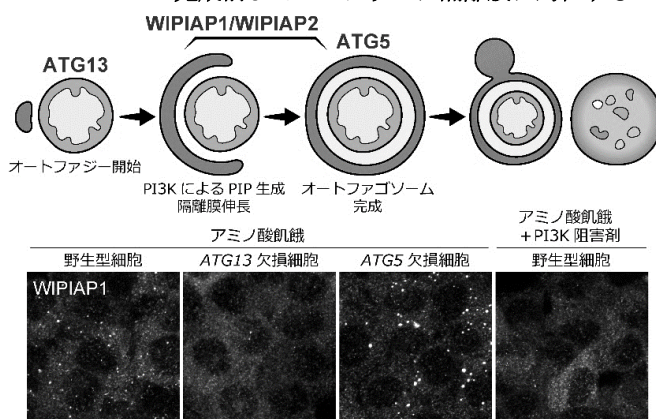 WIPIAP1/WIPIAP2
ATG13
ATG5
オートファジー開始
PI3K による PIP 生成
隔離膜伸長
オートファゴソーム
完成
アミノ酸飢餓
アミノ酸飢餓
+PI3K 阻害剤
野生型細胞
ATG13 欠損細胞
ATG5 欠損細胞
野生型細胞
WIPIAP1